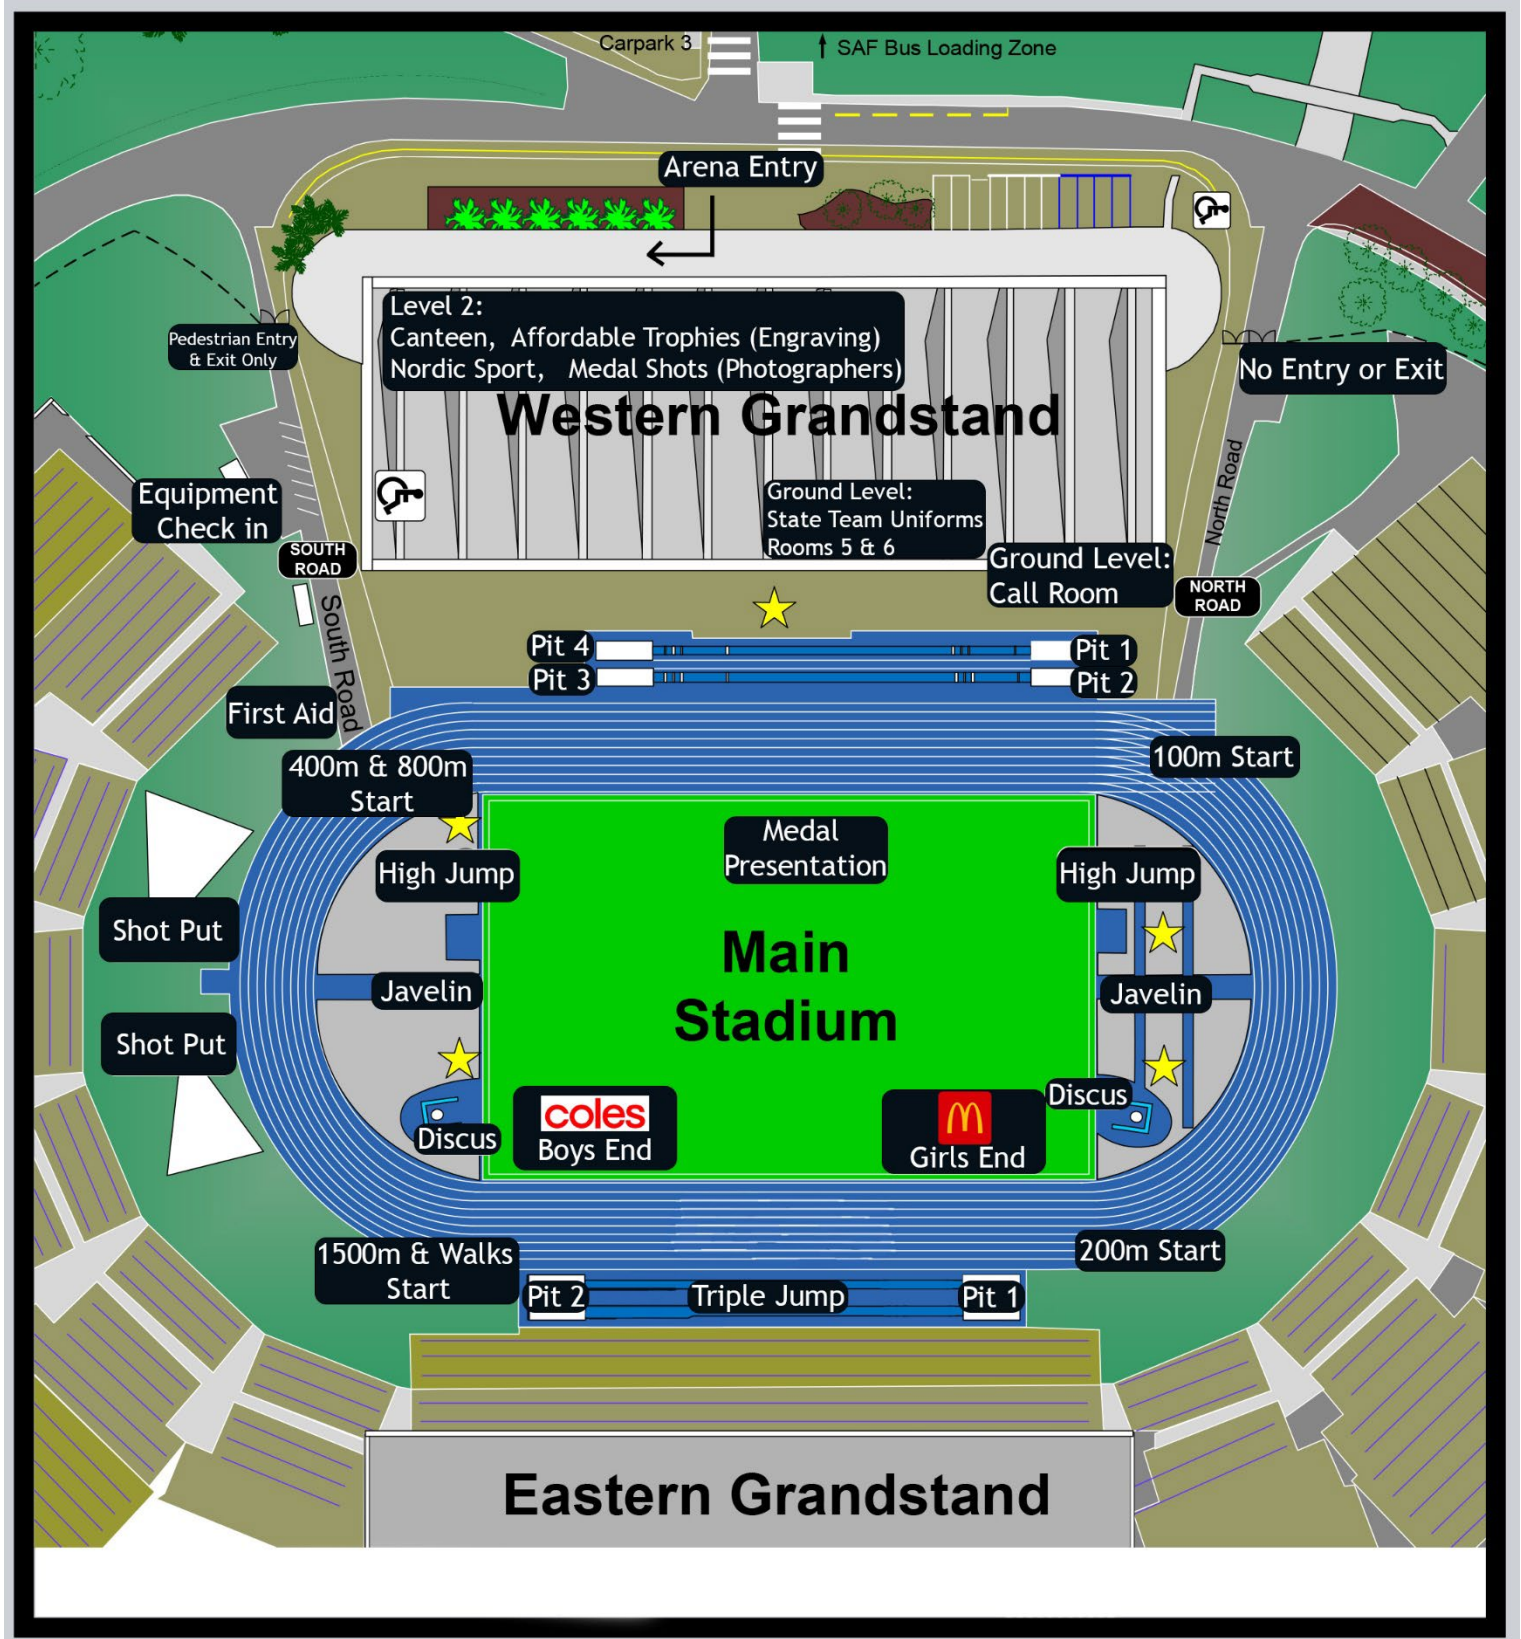 Carpark 3
SAF Bus Loading Zone
Arena Entry
Level 2:
Canteen, Affordable Trophies (Engraving)
Nordic Sport, Medal Shots (Photographers)
Pedestrian Entry
& Exit Only
No Entry or Exit
Western Grandstand
Equipment
Check in
Ground Level:
State Team Uniforms
Rooms 5 & 6
North Road
SOUTH
ROAD
Ground Level:
Call Room
NORTH
ROAD
South Road
Pit 4
Pit 1
Pit 3
Pit 2
First Aid
400m & 800m
Start
100m Start
Medal
Presentation
High Jump
High Jump
Shot Put
Main
Stadium
Javelin
Javelin
Shot Put
Discus
Discus
coles
Boys End
M
Girls End
1500m & Walks
Start
200m Start
Pit 2
Triple Jump
Pit 1
Eastern Grandstand